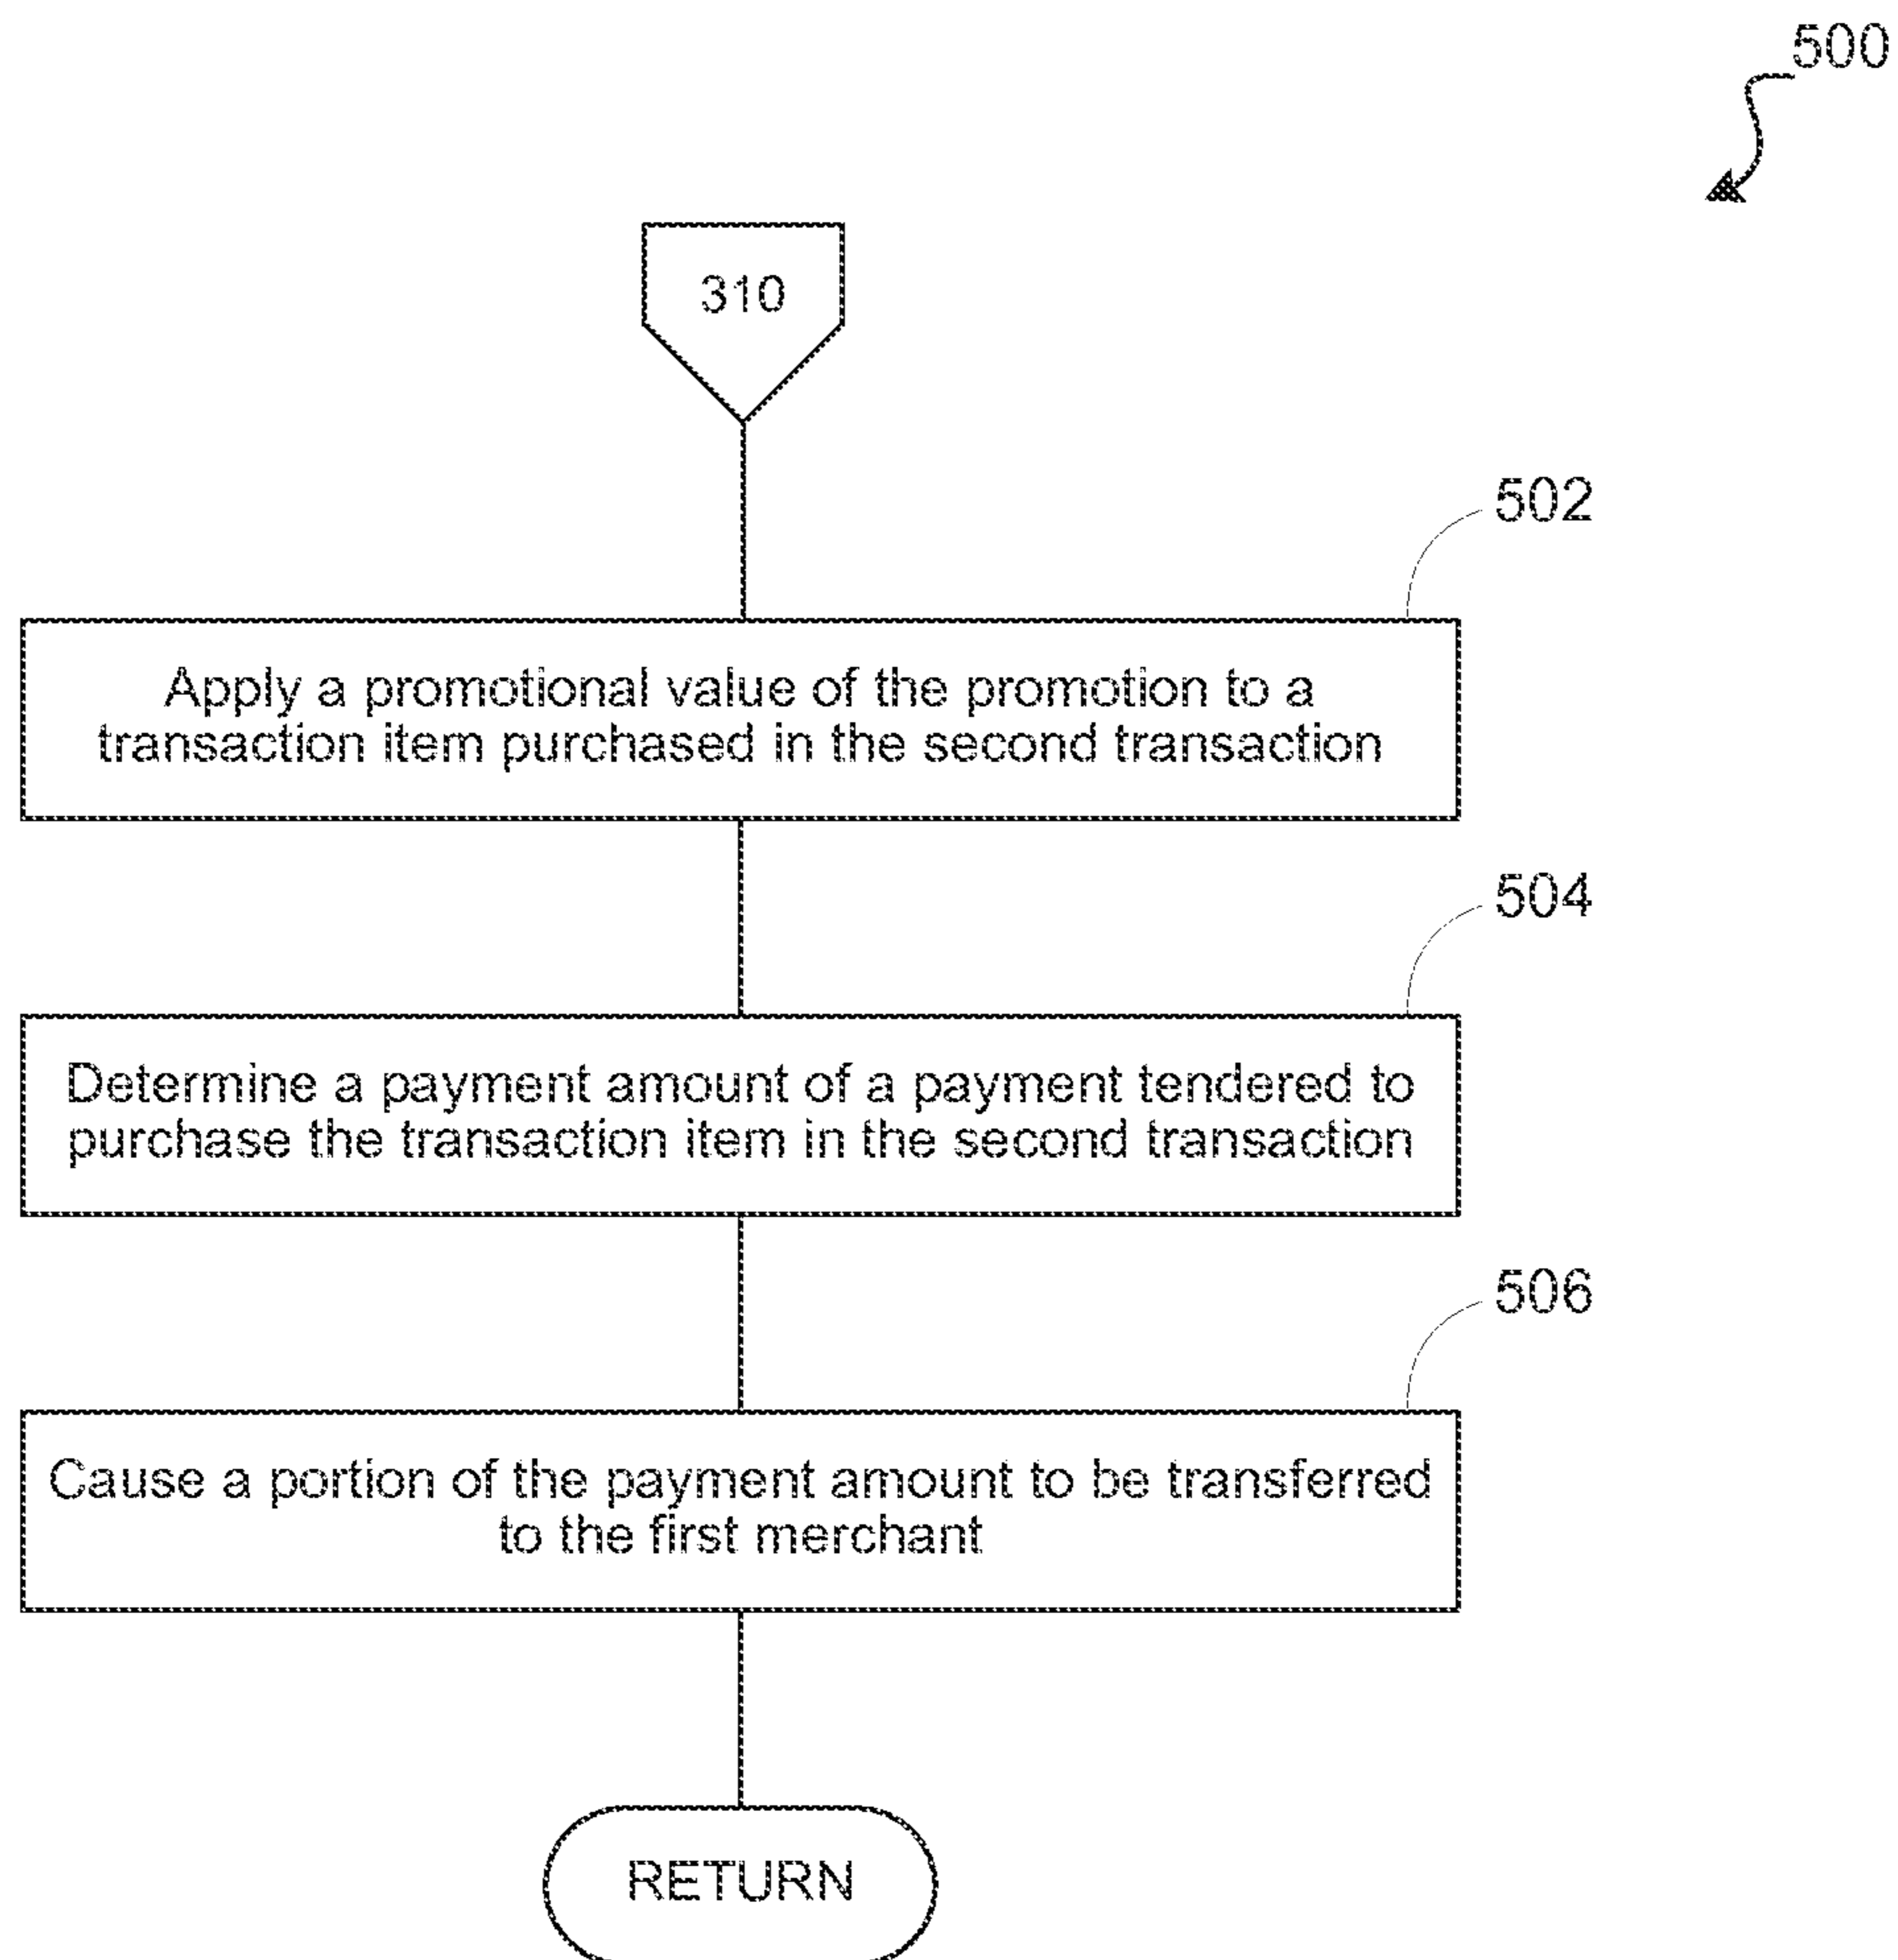 500
310
502
Apply a promotional value of the promotion to a
transaction item purchased in the second transaction
504
Determine a payment amount of a payment tendered to
purchase the transaction item in the second transaction
506
Cause a portion of the payment amount to be transferred
to the first merchant
RETURN